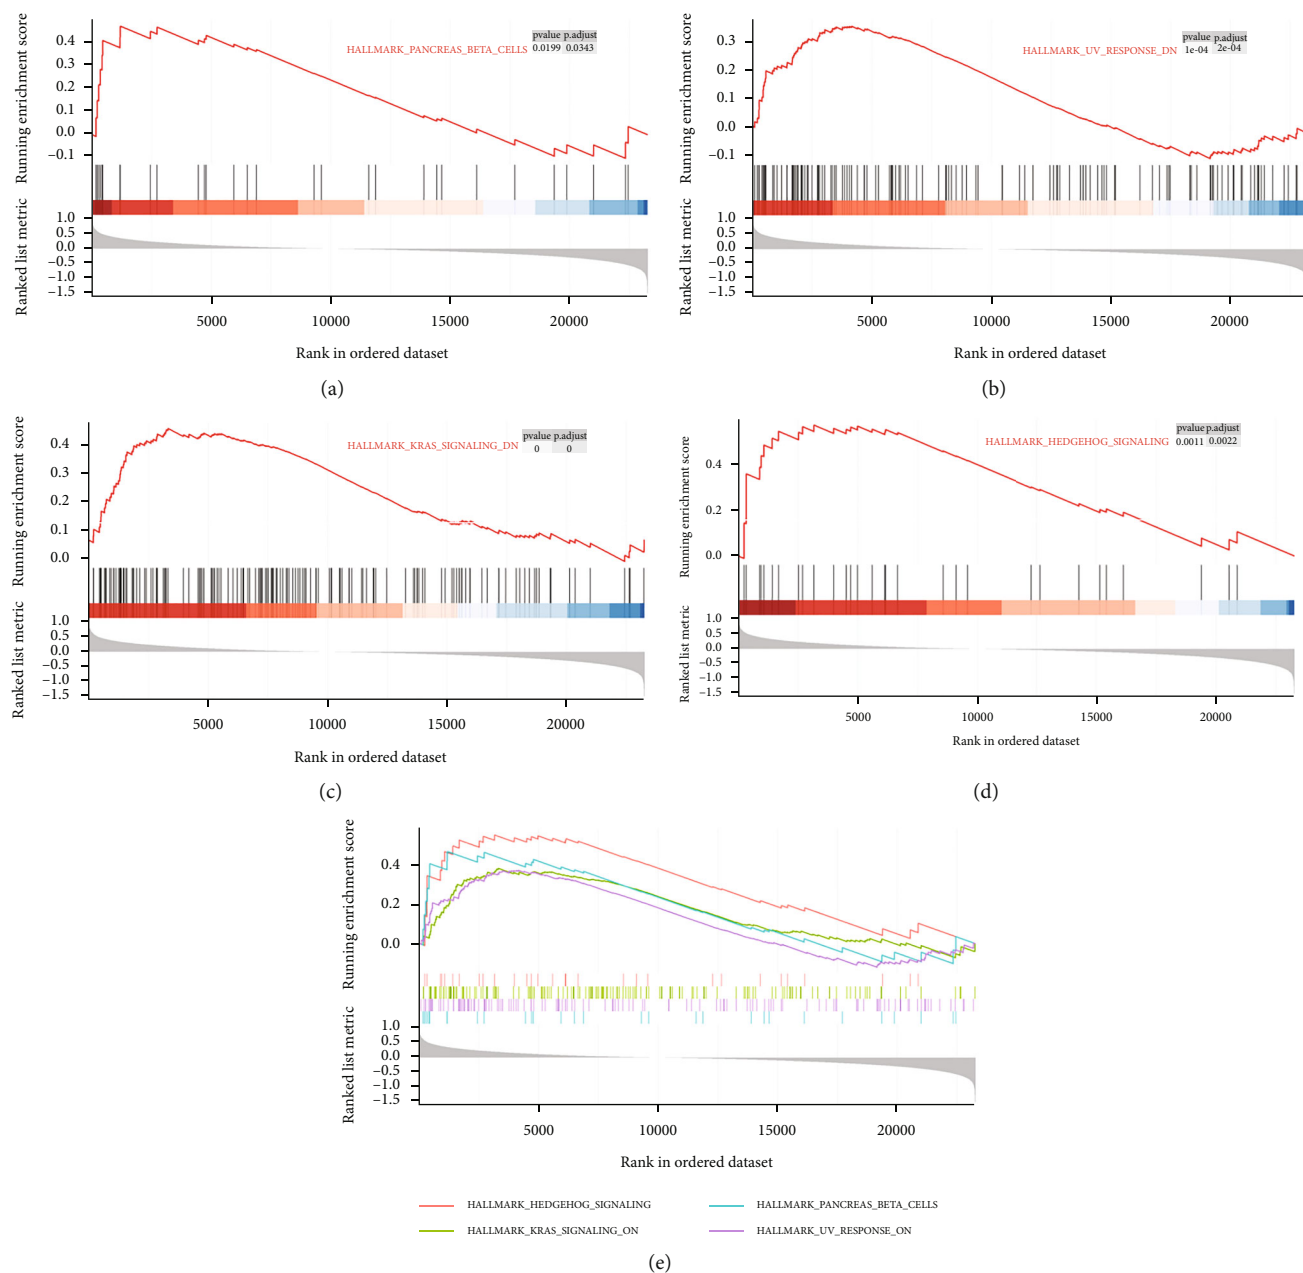 (a)
Running enrichment score
0.4
0.3
0.2
0.1
0.0
−0.1
HALLMARK_PANCREAS_BETA_CELLS
pvalue p.adjust
0.0199 0.0343
Ranked list metric
1.0
0.5
0.0
−0.5
−1.0
−1.5
5000 10000 15000 20000
Rank in ordered dataset
(b)
Running enrichment score
0.3
0.2
0.1
0.0
−0.1
HALLMARK_UV_RESPONSE_DN
pvalue p.adjust
1e−04 2e−04
Ranked list metric
1.0
0.5
0.0
−0.5
−1.0
−1.5
5000 10000 15000 20000
Rank in ordered dataset
(c)
Running enrichment score
0.4
0.3
0.2
0.1
0.0
HALLMARK_KRAS_SIGNALING_DN
pvalue p.adjust
0 0
Ranked list metric
1.0
0.5
0.0
−0.5
−1.0
−1.5
5000 10000 15000 20000
Rank in ordered dataset
(d)
Running enrichment score
0.4
0.2
0.0
HALLMARK_HEDGEHOG_SIGNALING
pvalue p.adjust
0.0011 0.0022
Ranked list metric
1.0
0.5
0.0
−0.5
−1.0
−1.5
5000 10000 15000 20000
Rank in ordered dataset
Running enrichment score
0.4
0.2
0.0
Ranked list metric
1.0
0.5
0.0
−0.5
−1.0
−1.5
5000 10000 15000 20000
Rank in ordered dataset
HALLMARK_HEDGEHOG_SIGNALING
HALLMARK_PANCREAS_BETA_CELLS
HALLMARK_KRAS_SIGNALING_ON
HALLMARK_UV_RESPONSE_ON
(e)